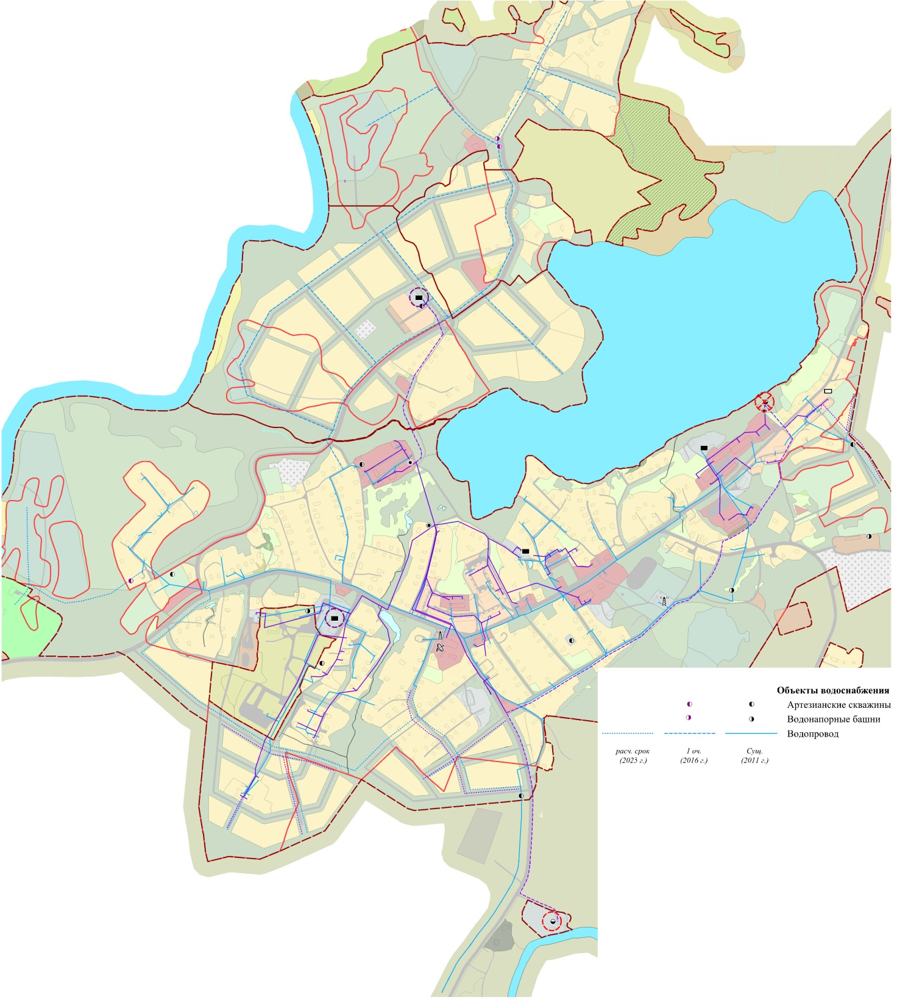 4
Объекты водоснабжения
Артезианские скважины
Водонапорные башни
Водопровод
расч. срок 1 оч. Сущ.
(2023 г.) (2016 г.) (2011 г.)